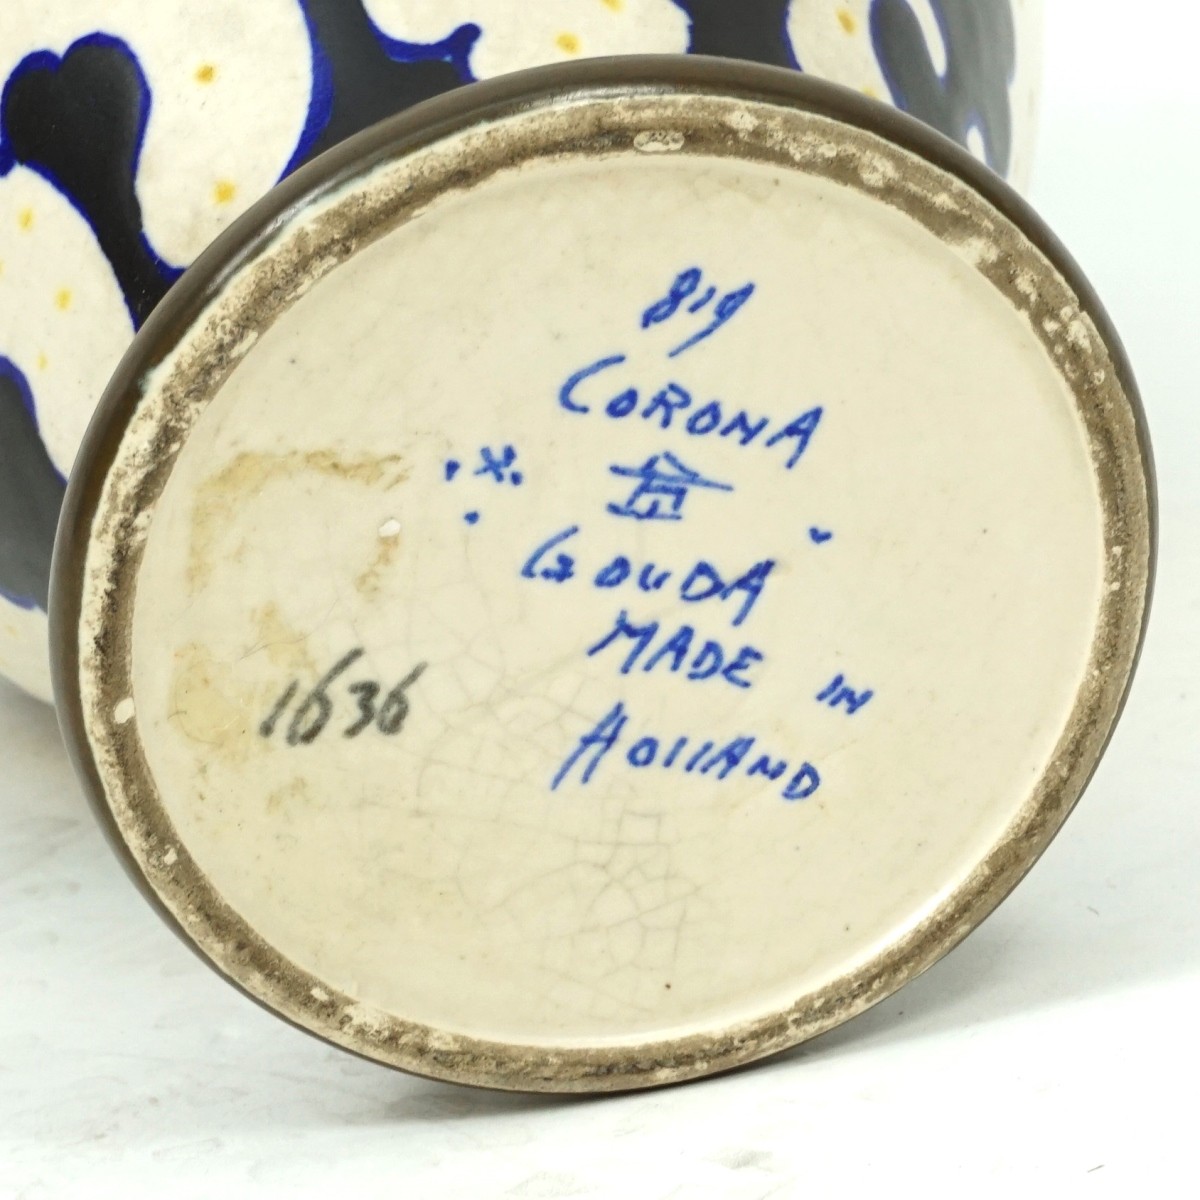 819
CORONA
GOUDA
MADE IN
HOllAND
1636